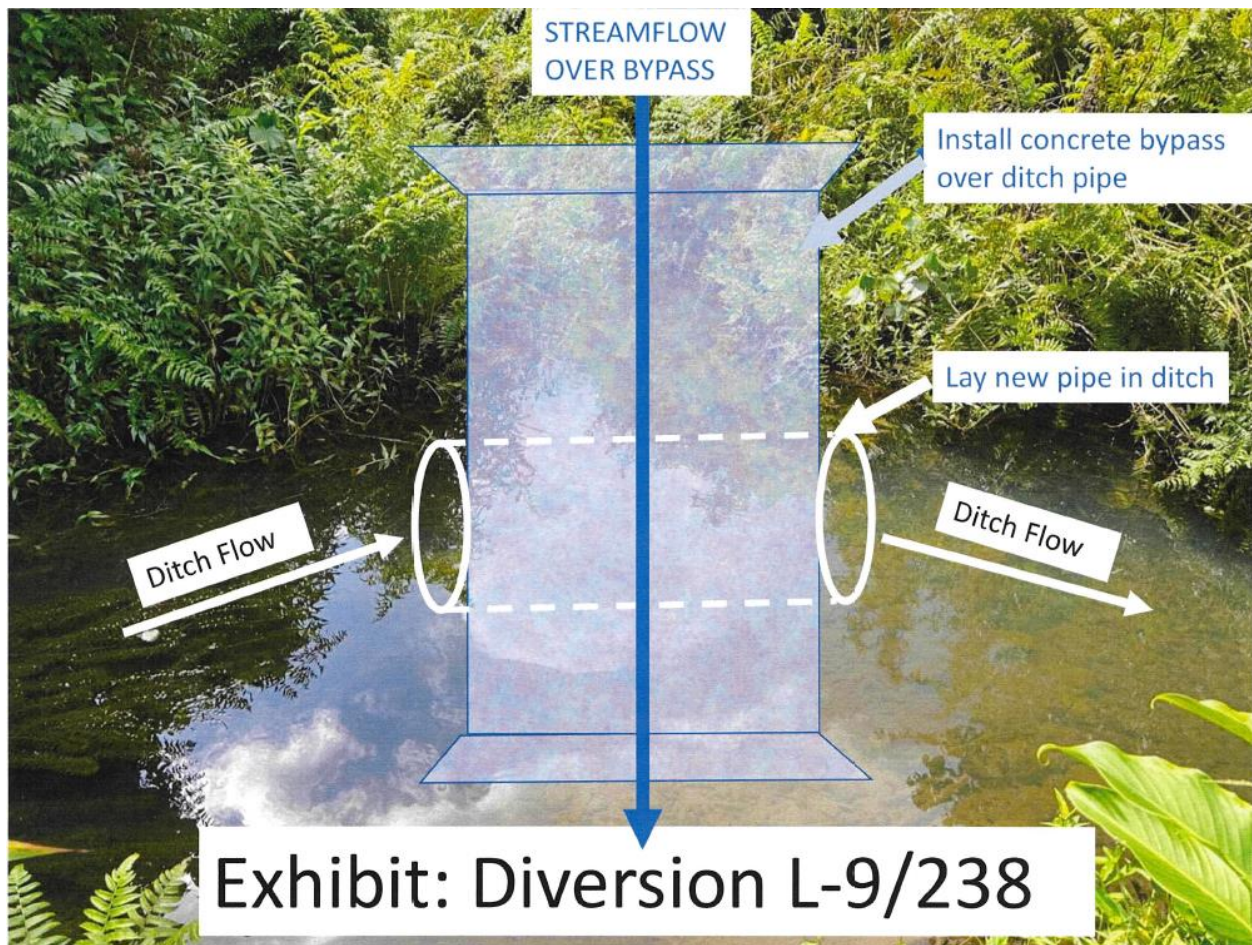 STREAMFLOW
OVER BYPASS
Install concrete bypass
over ditch pipe
Lay new pipe in ditch
Ditch Flow
Ditch Flow
Exhibit: Diversion L-9/238